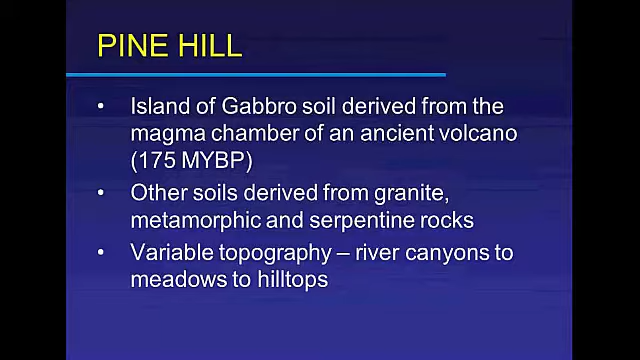 PINE HILL
• Island of Gabbro soil derived from the
magma chamber of an ancient volcano
(175 MYBP)
• Other soils derived from granite,
metamorphic and serpentine rocks
• Variable topography – river canyons to
meadows to hilltops